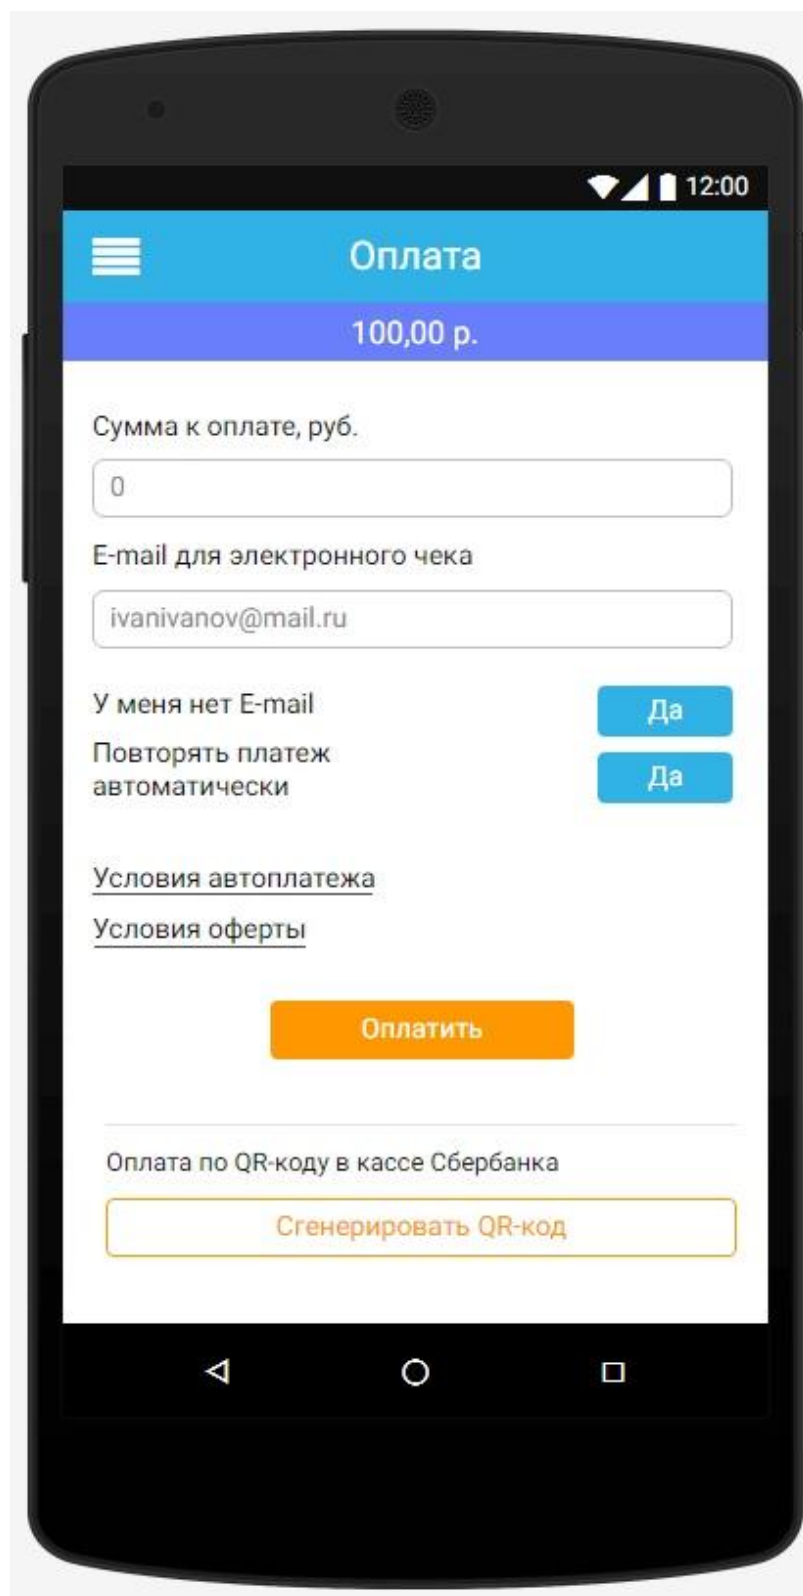 12:00
Оплата
100,00 р.
Сумма к оплате, руб.
0
E-mail для электронного чека
ivanivanov@mail.ru
У меня нет E-mail
Да
Повторять платеж
автоматически
Да
Условия автоплатежа
Условия оферты
Оплатить
Оплата по QR-коду в кассе Сбербанка
Сгенерировать QR-код